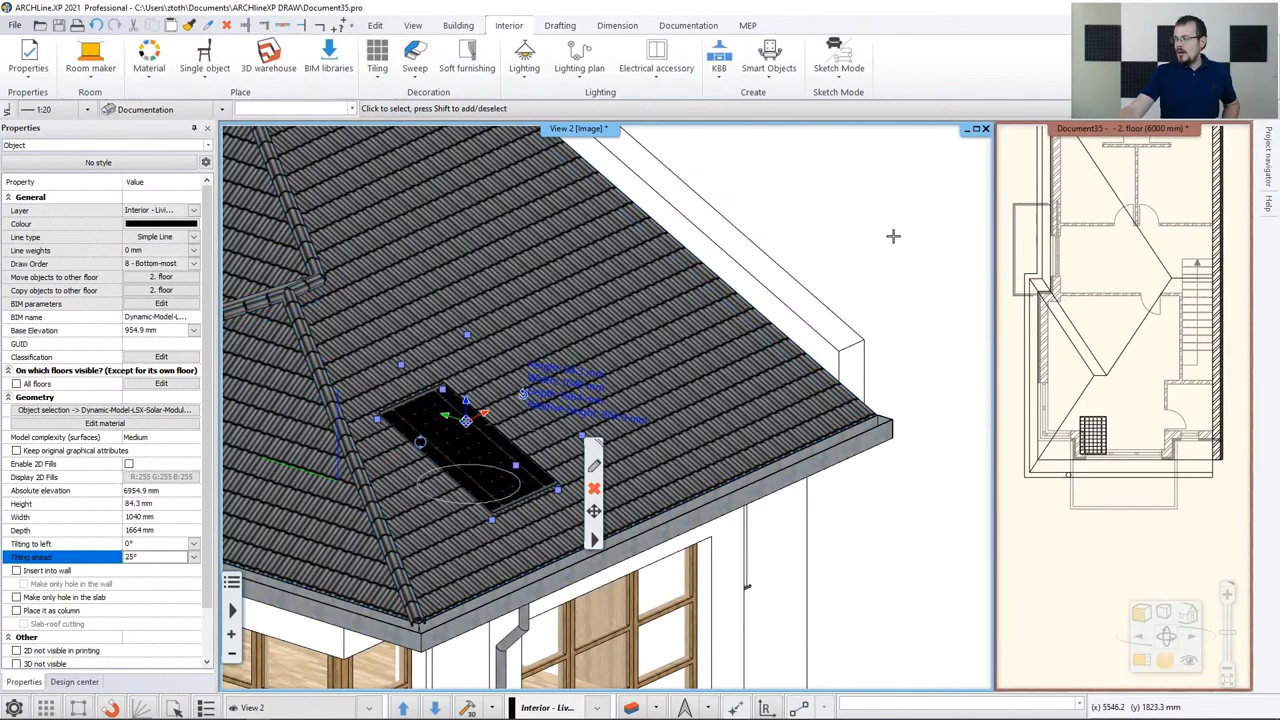 ARCHLine.XP 2021 Professional - C:\Users\ztoth\Documents\ARCHlineXP DRAW\Document35.pro
Edit View Building Interior Drafting Dimension Documentation MEP
Properties Room maker Material Single object 3D warehouse BIM libraries Tiling Sweep Soft furnishing Lighting Lighting plan Electrical accessory KBB Smart Objects Sketch Mode
Properties Room Place Decoration Lighting Create Sketch Mode
1:20 Documentation Click to select, press Shift to add/deselect
Properties
Object
No style
Property Value
General
Layer Interior - Livi...
Colour
Line type Simple Line
Line weights 0 mm
Draw Order 8 - Bottom-most
Move objects to other floor 2. floor
Copy objects to other floor 2. floor
BIM parameters Edit
BIM name Dynamic-Model-L...
Base Elevation 954.9 mm
GUID
Classification Edit
On which floors visible? (Except for its own floor)
All floors Edit
Geometry
Object selection -> Dynamic-Model-LSX-Solar-Modul...
Edit material
Model complexity (surfaces) Medium
Keep original graphical attributes
Enable 2D Fills
Display 2D Fills R:255 G:255 B:255
Absolute elevation 6954.9 mm
Height 84.3 mm
Width 1040 mm
Depth 1664 mm
Tilting to left 0°
Tilting ahead 25°
Insert into wall
Make only hole in the wall
Make only hole in the slab
Place it as column
Slab-roof cutting
Other
2D not visible in printing
3D not visible
Properties Design center
View 2 [Image] *
Document35 - - 2. floor (6000 mm) *
Project navigator
Help
View 2
Interior - Liv...
(x) 5546.2 (y) 1823.3 mm